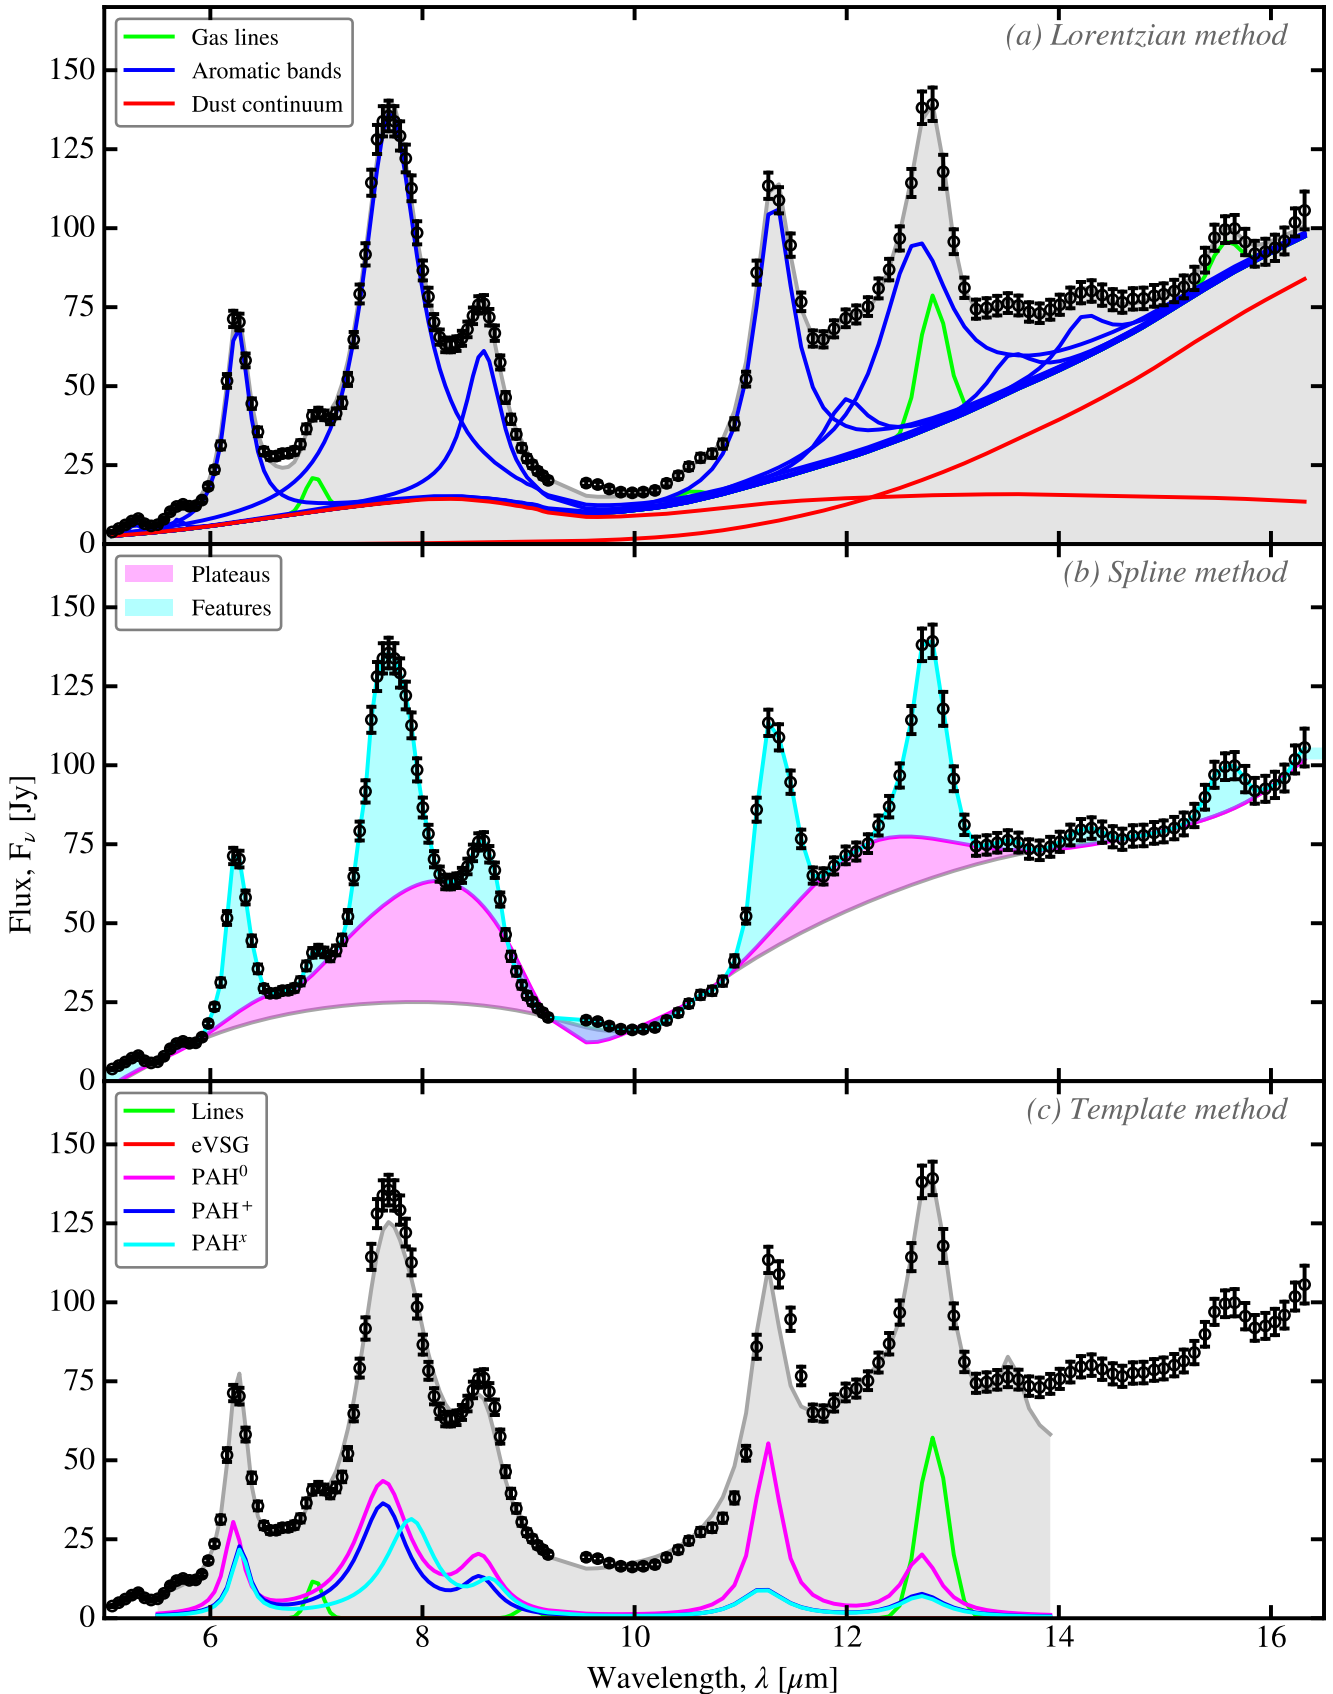 (a) Lorentzian method
Gas lines
Aromatic bands
Dust continuum
150
125
100
75
50
25
0
(b) Spline method
Plateaus
Features
150
125
100
75
50
25
0
Flux, Fν [Jy]
(c) Template method
Lines
eVSG
PAH⁰
PAH⁺
PAHˣ
150
125
100
75
50
25
0
6 8 10 12 14 16
Wavelength, λ [μm]